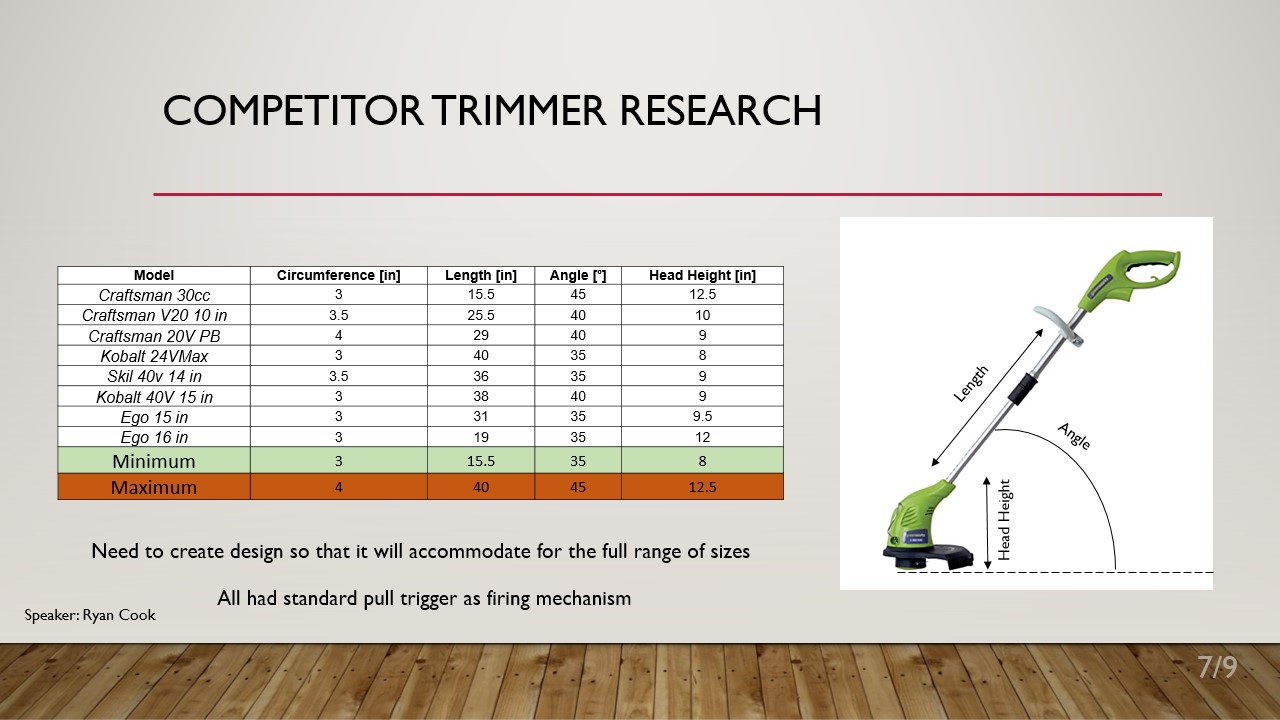 COMPETITOR TRIMMER RESEARCH
Model Circumference [in] Length [in] Angle [°] Head Height [in]
Craftsman 30cc 3 15.5 45 12.5
Craftsman V20 10 in 3.5 25.5 40 10
Craftsman 20V PB 4 29 40 9
Kobalt 24VMax 3 40 35 8
Skil 40v 14 in 3.5 36 35 9
Kobalt 40V 15 in 3 38 40 9
Ego 15 in 3 31 35 9.5
Ego 16 in 3 19 35 12
Minimum 3 15.5 35 8
Maximum 4 40 45 12.5
Length
Angle
Head Height
Need to create design so that it will accommodate for the full range of sizes
All had standard pull trigger as firing mechanism
Speaker: Ryan Cook
7/9